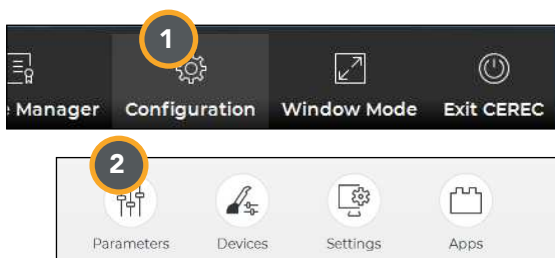 1
Manager Configuration Window Mode Exit CEREC
2
Parameters Devices Settings Apps